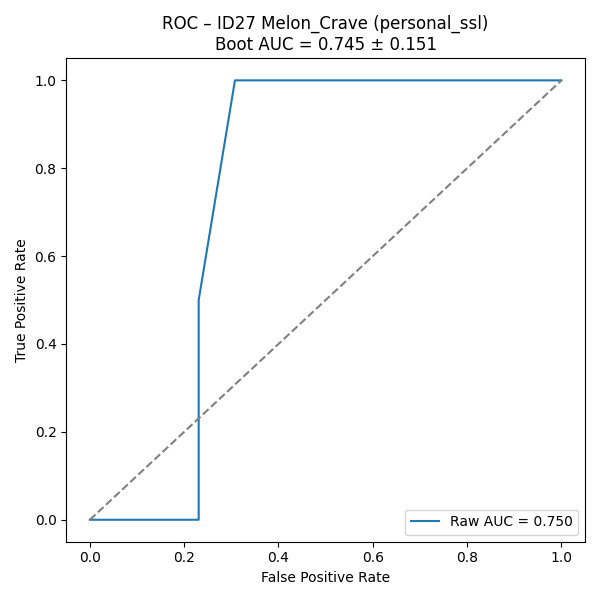 ROC – ID27 Melon_Crave (personal_ssl)
Boot AUC = 0.745 ± 0.151
True Positive Rate
1.0
0.8
0.6
0.4
0.2
0.0
Raw AUC = 0.750
0.0 0.2 0.4 0.6 0.8 1.0
False Positive Rate